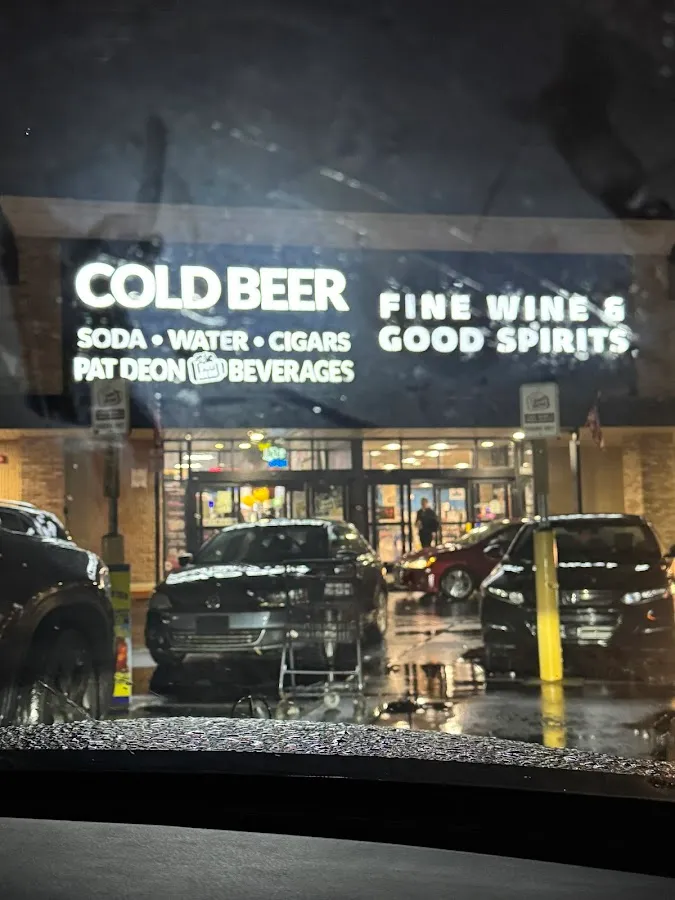 COLD BEER
SODA • WATER • CIGARS
PAT DEON BEVERAGES
FINE WINE &
GOOD SPIRITS